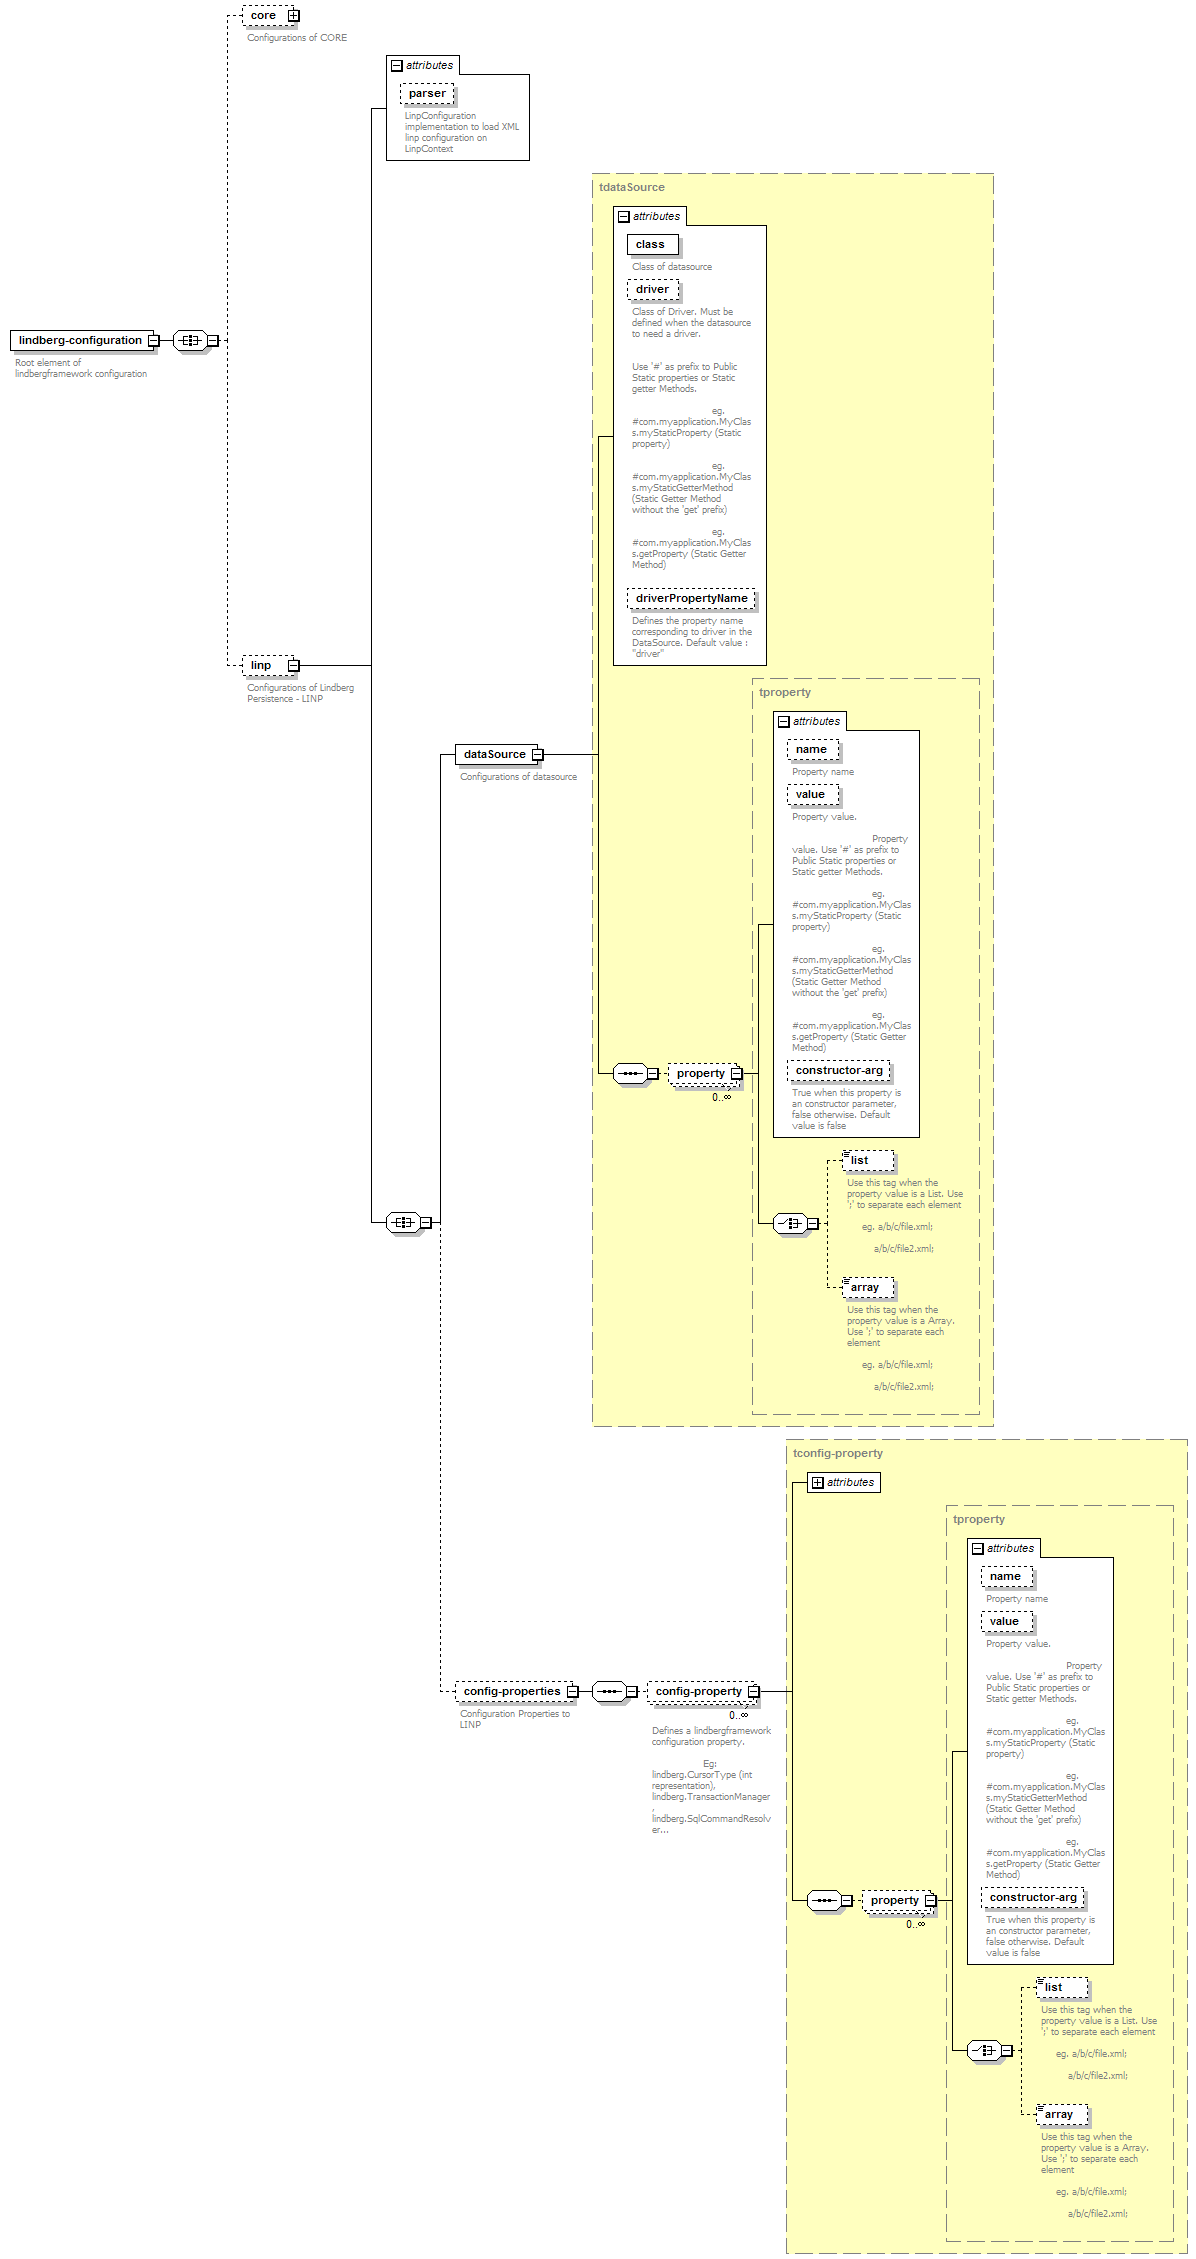 core
Configurations of CORE
attributes
parser
LinpConfiguration
implementation to load XML
linp configuration on
LinpContext
tdataSource
attributes
class
Class of datasource
driver
Class of Driver. Must be
defined when the datasource
to need a driver.
Use '#' as prefix to Public
Static properties or Static
getter Methods.
eg.
#com.myapplication.MyClas
s.myStaticProperty (Static
property)
eg.
#com.myapplication.MyClas
s.myStaticGetterMethod
(Static Getter Method
without the 'get' prefix)
eg.
#com.myapplication.MyClas
s.getProperty (Static Getter
Method)
driverPropertyName
Defines the property name
corresponding to driver in the
DataSource. Default value :
"driver"
lindberg-configuration
Root element of
lindbergframework configuration
linp
Configurations of Lindberg
Persistence - LINP
dataSource
Configurations of datasource
tproperty
attributes
name
Property name
value
Property value.
Property
value. Use '#' as prefix to
Public Static properties or
Static getter Methods.
eg.
#com.myapplication.MyClas
s.myStaticProperty (Static
property)
eg.
#com.myapplication.MyClas
s.myStaticGetterMethod
(Static Getter Method
without the 'get' prefix)
eg.
#com.myapplication.MyClas
s.getProperty (Static Getter
Method)
constructor-arg
True when this property is
an constructor parameter,
false otherwise. Default
value is false
property
0..∞
list
Use this tag when the
property value is a List. Use
';' to separate each element
eg. a/b/c/file.xml;
a/b/c/file2.xml;
array
Use this tag when the
property value is a Array.
Use ';' to separate each
element
eg. a/b/c/file.xml;
a/b/c/file2.xml;
tconfig-property
attributes
config-properties
Configuration Properties to
LINP
config-property
0..∞
Defines a lindbergframework
configuration property.
Eg:
lindberg.CursorType (int
representation),
lindberg.TransactionManager
,
lindberg.SqlCommandResolv
er...
tproperty
attributes
name
Property name
value
Property value.
Property
value. Use '#' as prefix to
Public Static properties or
Static getter Methods.
eg.
#com.myapplication.MyClas
s.myStaticProperty (Static
property)
eg.
#com.myapplication.MyClas
s.myStaticGetterMethod
(Static Getter Method
without the 'get' prefix)
eg.
#com.myapplication.MyClas
s.getProperty (Static Getter
Method)
constructor-arg
True when this property is
an constructor parameter,
false otherwise. Default
value is false
property
0..∞
list
Use this tag when the
property value is a List. Use
';' to separate each element
eg. a/b/c/file.xml;
a/b/c/file2.xml;
array
Use this tag when the
property value is a Array.
Use ';' to separate each
element
eg. a/b/c/file.xml;
a/b/c/file2.xml;